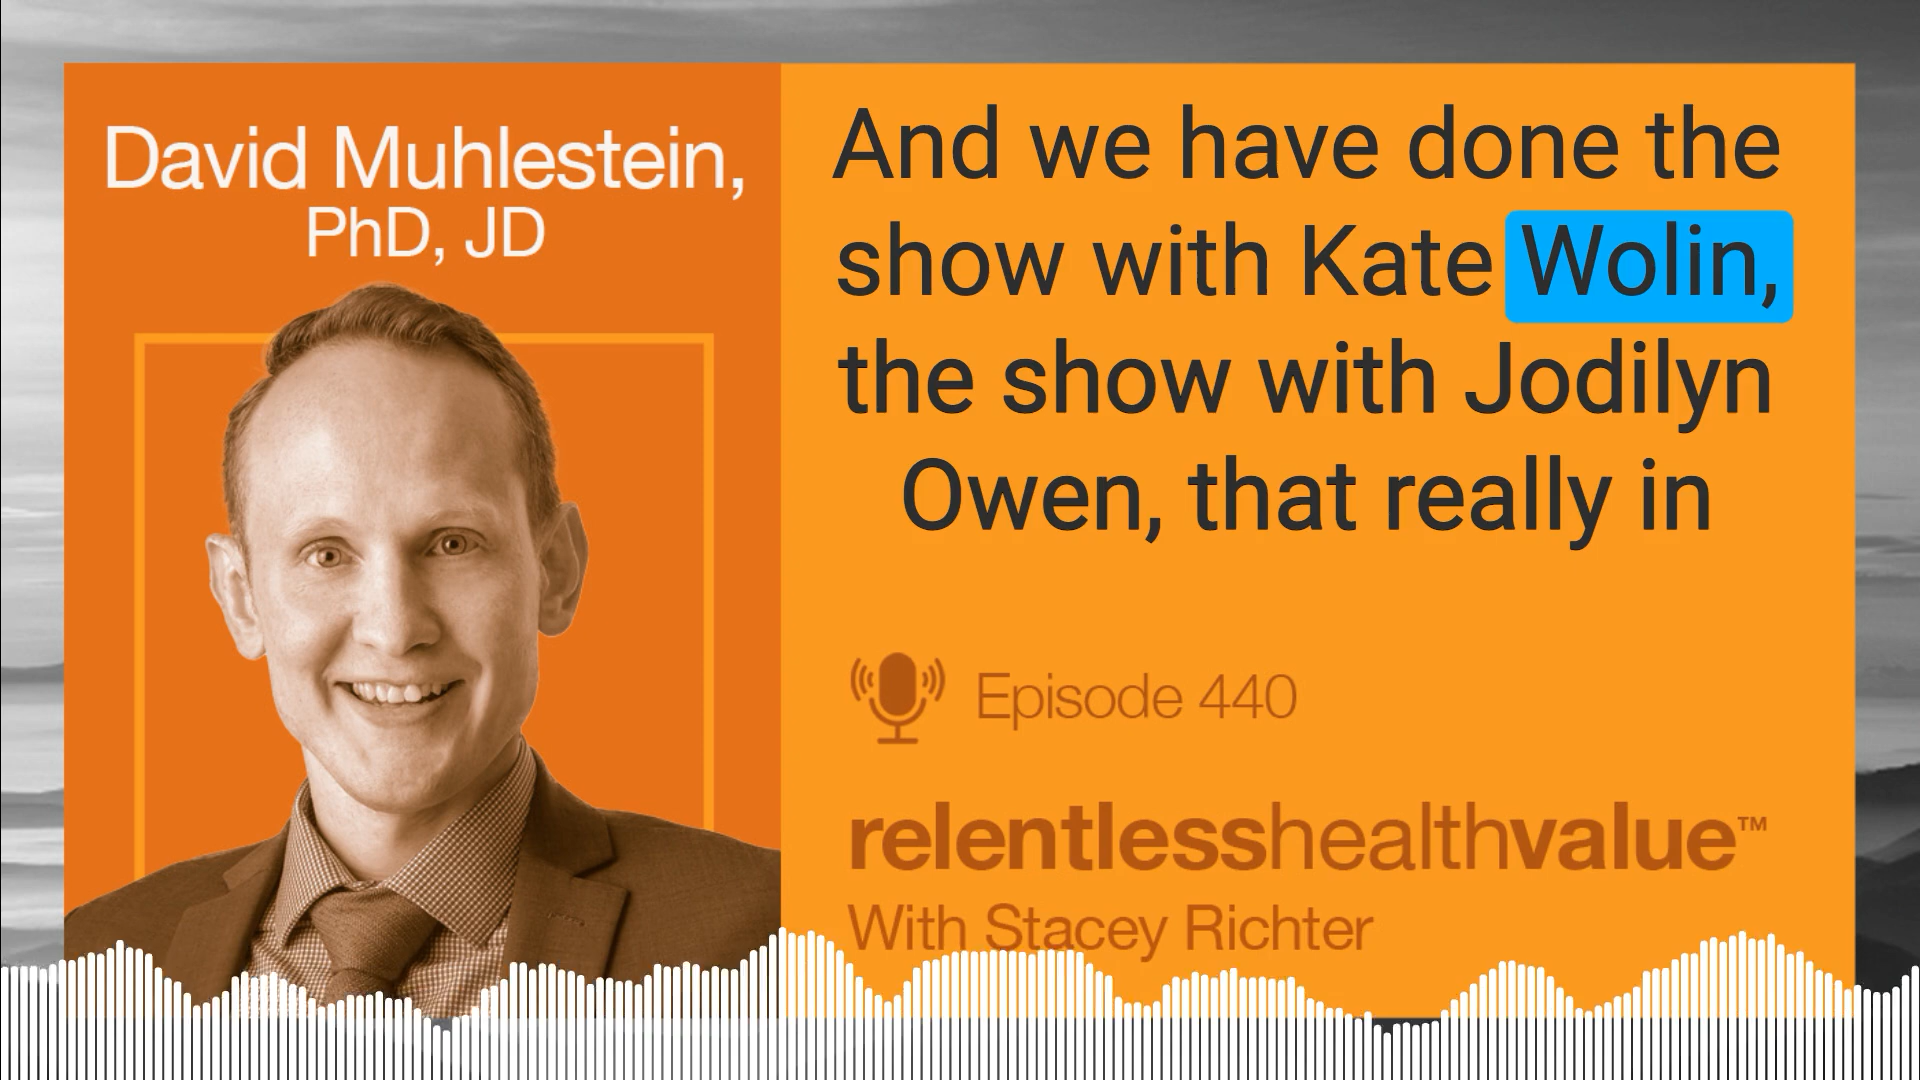 David Muhlestein,
PhD, JD
And we have done the
show with Kate Wolin,
the show with Jodilyn
Owen, that really in
Episode 440
relentlesshealthvalue™
With Stacey Richter